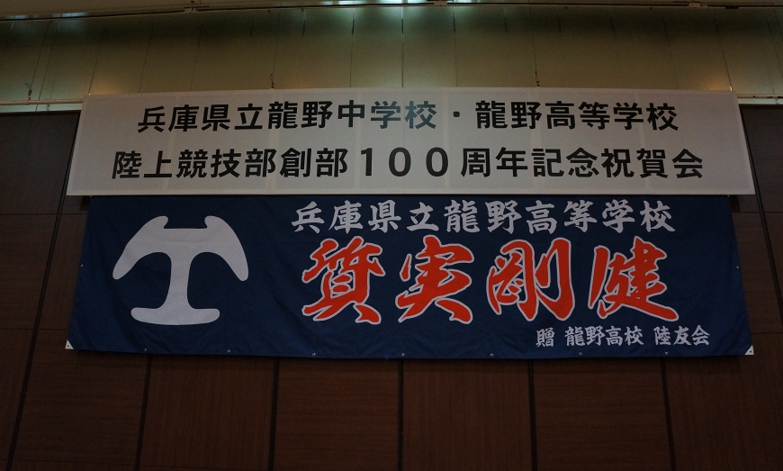 兵庫県立龍野中学校・龍野高等学校
陸上競技部創部１００周年記念祝賀会
兵庫県立龍野高等学校
質実剛健
贈 龍野高校 陸友会